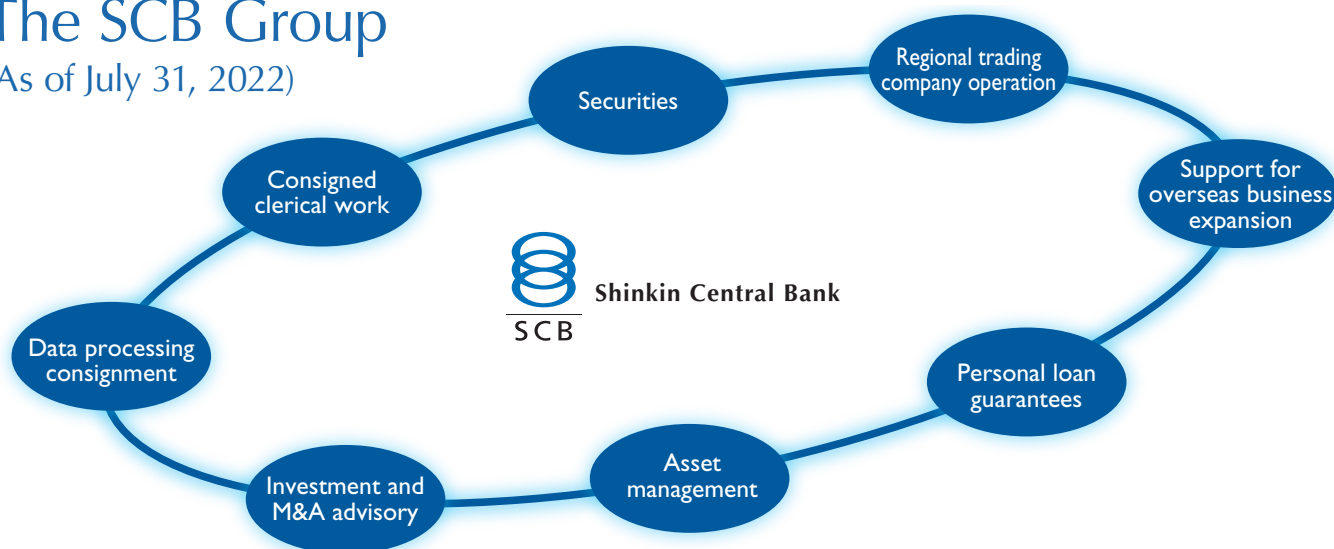 The SCB Group
(As of July 31, 2022)
Regional trading
company operation
Securities
Support for
overseas business
expansion
Consigned
clerical work
Shinkin Central Bank
SCB
Data processing
consignment
Personal loan
guarantees
Asset
management
Investment and
M&A advisory